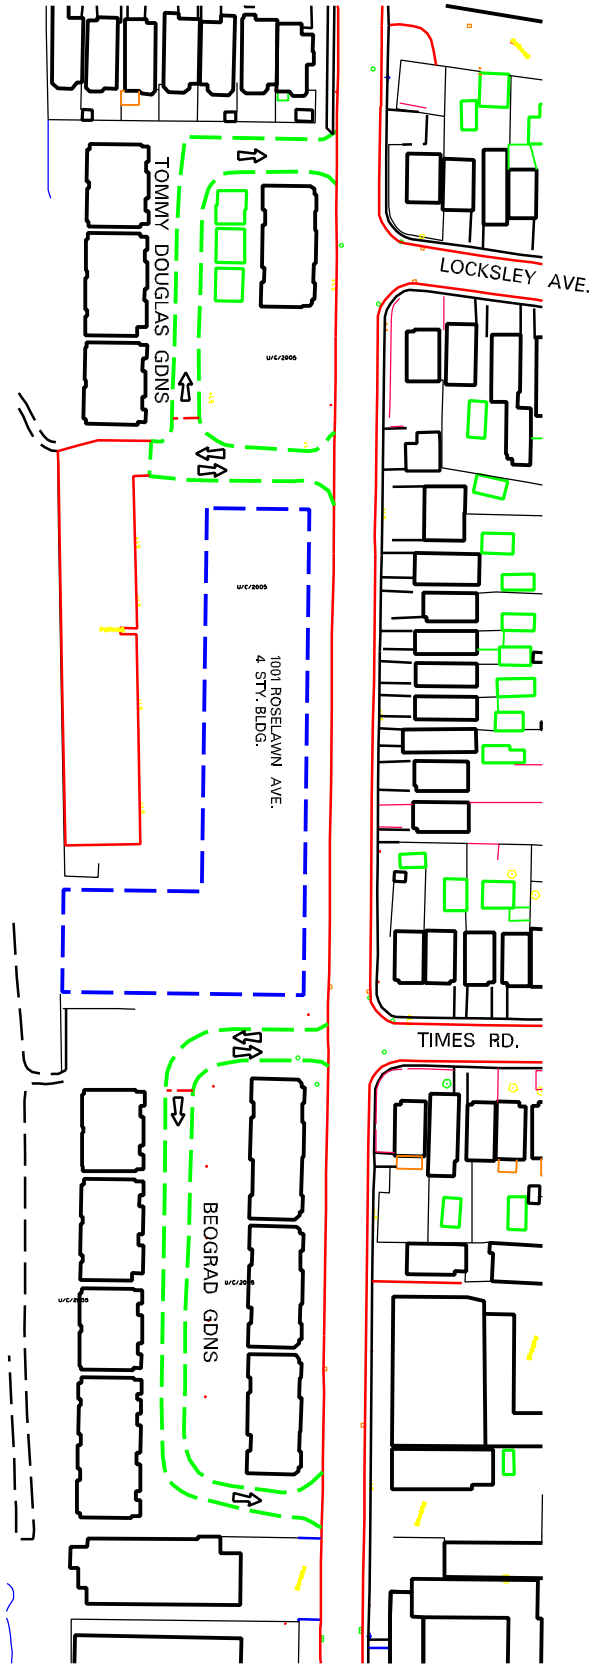 LOCKSLEY AVE.
TOMMY DOUGLAS GDNS
U/C/2005
U/C/2005
1001 ROSELAWN AVE.
4 STY. BLDG.
TIMES RD.
BEOGRAD GDNS
U/C/2005
U/C/2005